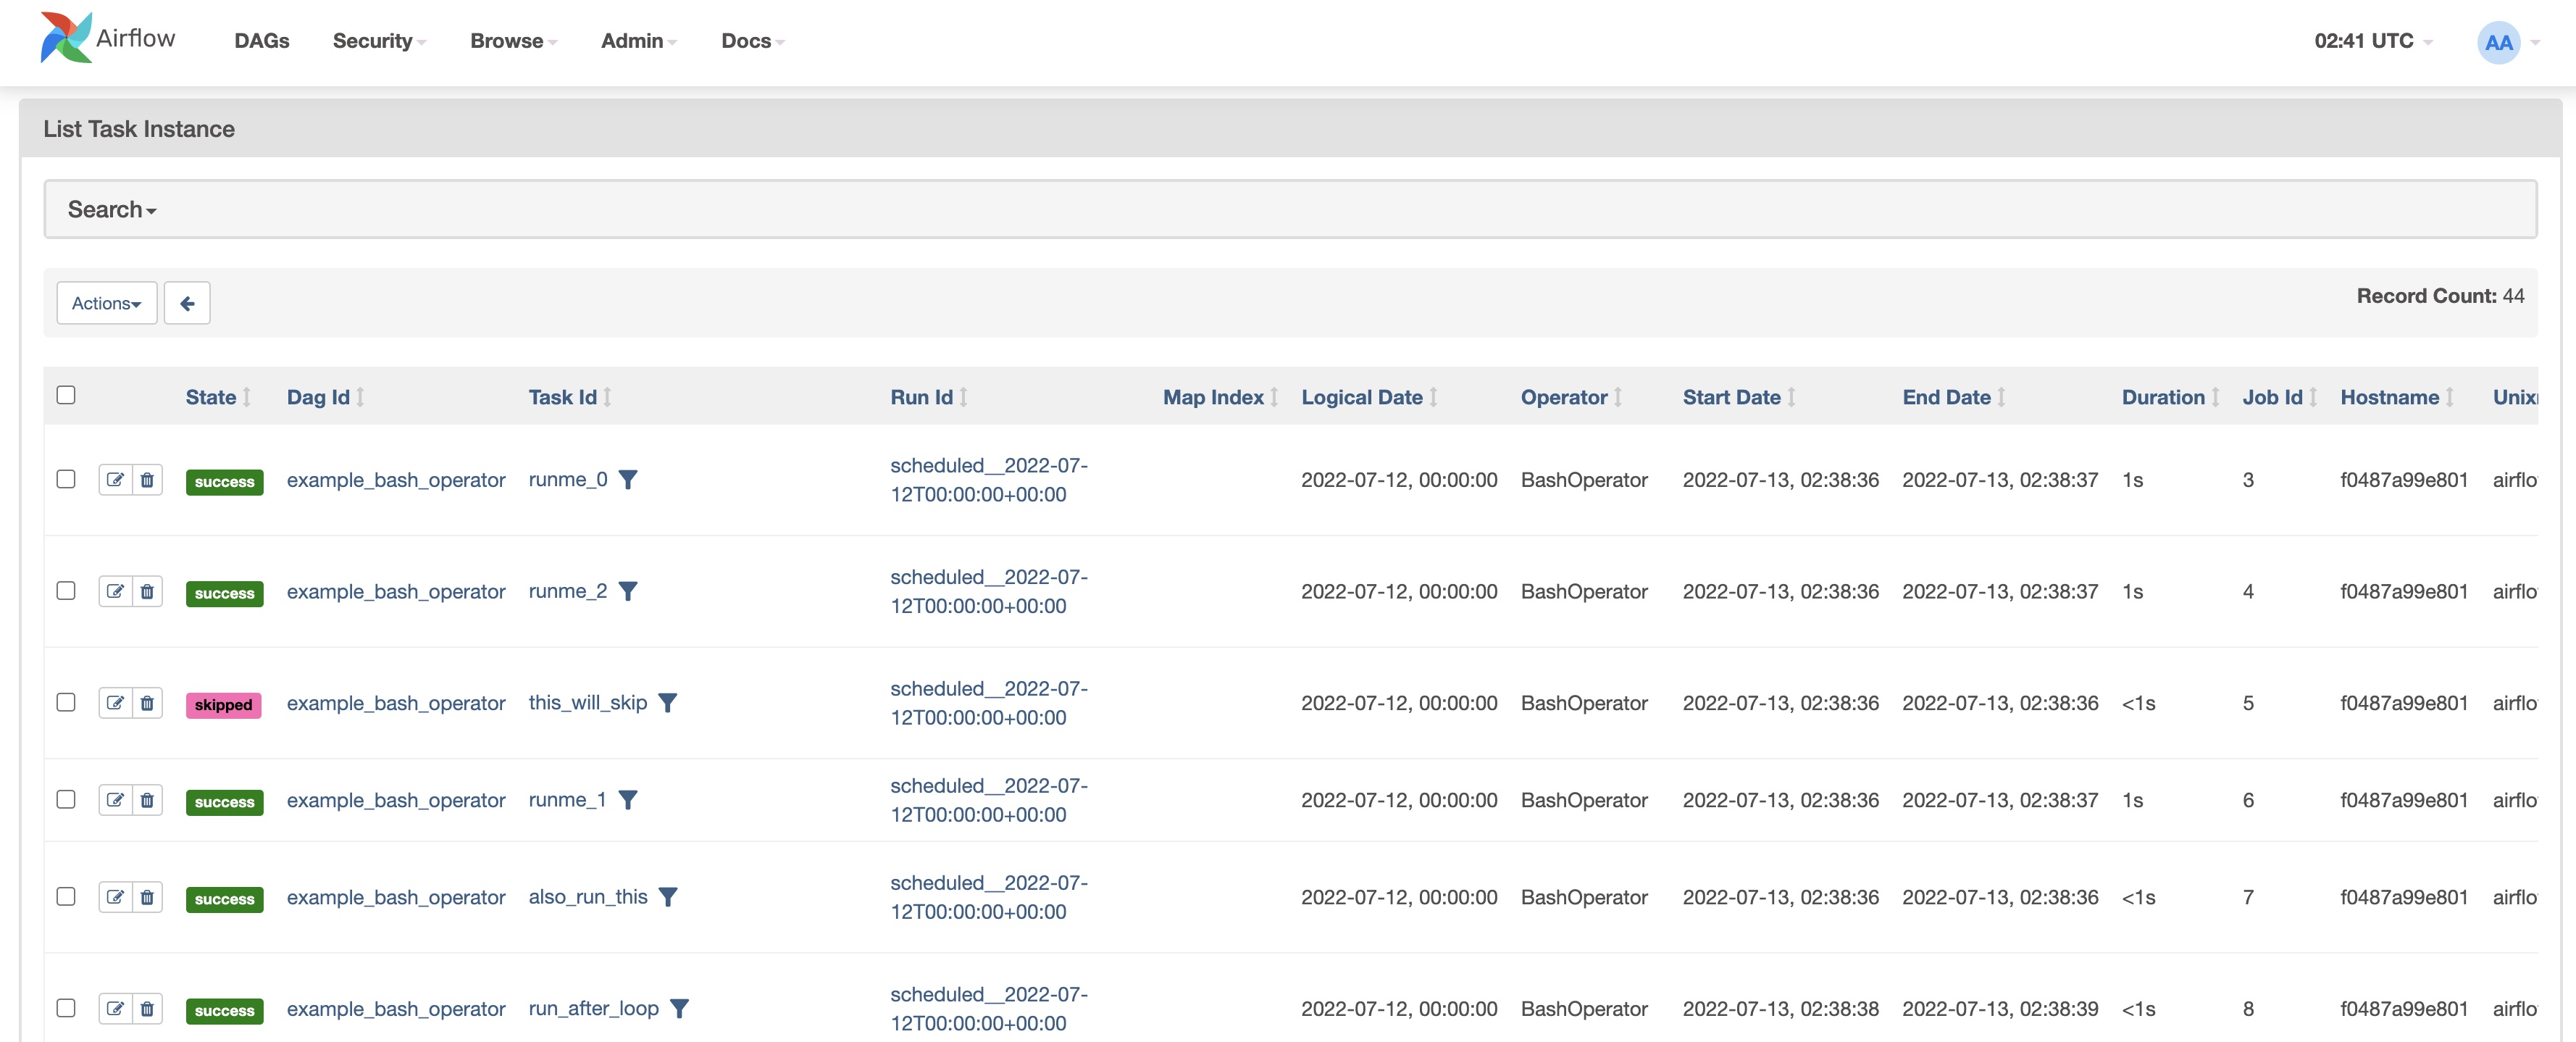 Airflow DAGs Security Browse Admin Docs 02:41 UTC AA
List Task Instance
Search
Actions Record Count: 44
State Dag Id Task Id Run Id Map Index Logical Date Operator Start Date End Date Duration Job Id Hostname
success example_bash_operator runme_0 scheduled__2022-07-
12T00:00:00+00:00 2022-07-12, 00:00:00 BashOperator 2022-07-13, 02:38:36 2022-07-13, 02:38:37 1s 3 f0487a99e801
success example_bash_operator runme_2 scheduled__2022-07-
12T00:00:00+00:00 2022-07-12, 00:00:00 BashOperator 2022-07-13, 02:38:36 2022-07-13, 02:38:37 1s 4 f0487a99e801
skipped example_bash_operator this_will_skip scheduled__2022-07-
12T00:00:00+00:00 2022-07-12, 00:00:00 BashOperator 2022-07-13, 02:38:36 2022-07-13, 02:38:36 <1s 5 f0487a99e801
success example_bash_operator runme_1 scheduled__2022-07-
12T00:00:00+00:00 2022-07-12, 00:00:00 BashOperator 2022-07-13, 02:38:36 2022-07-13, 02:38:37 1s 6 f0487a99e801
success example_bash_operator also_run_this scheduled__2022-07-
12T00:00:00+00:00 2022-07-12, 00:00:00 BashOperator 2022-07-13, 02:38:36 2022-07-13, 02:38:36 <1s 7 f0487a99e801
success example_bash_operator run_after_loop scheduled__2022-07-
12T00:00:00+00:00 2022-07-12, 00:00:00 BashOperator 2022-07-13, 02:38:38 2022-07-13, 02:38:39 <1s 8 f0487a99e801